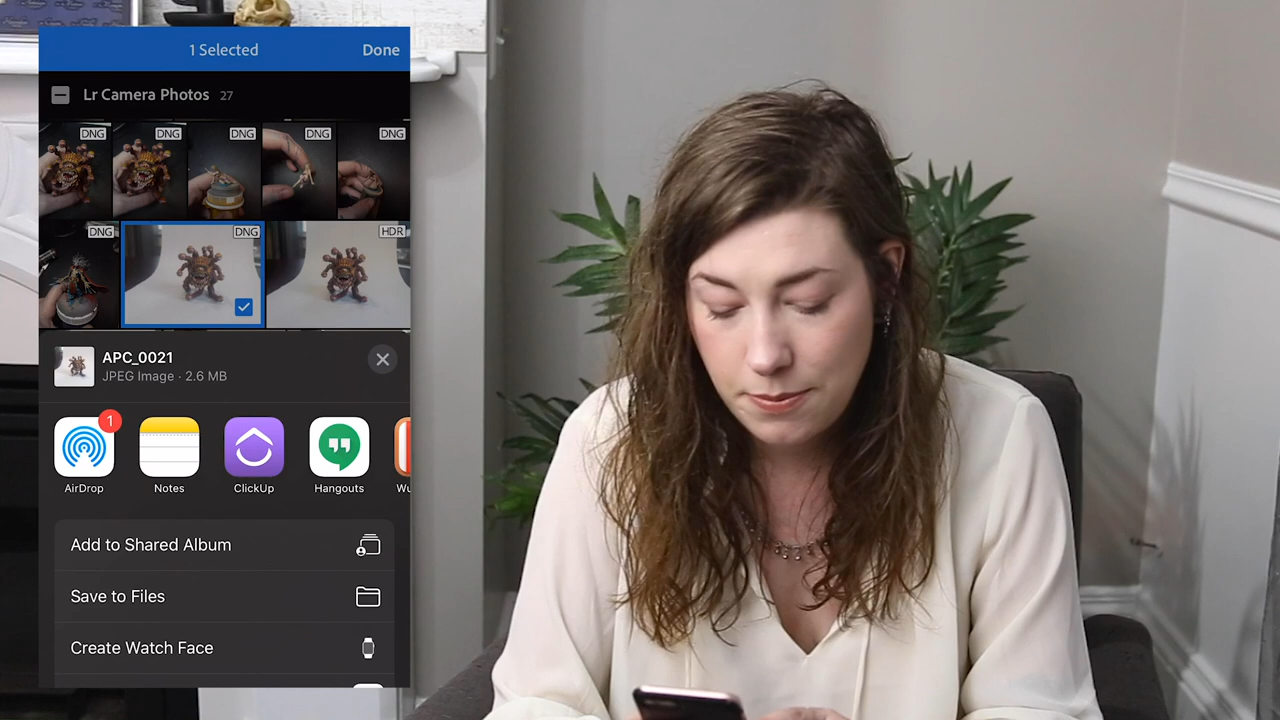 1 Selected Done
Lr Camera Photos 27
DNG DNG DNG DNG DNG
DNG DNG HDR
APC_0021
JPEG Image · 2.6 MB
1
AirDrop Notes ClickUp Hangouts Wu
Add to Shared Album
Save to Files
Create Watch Face